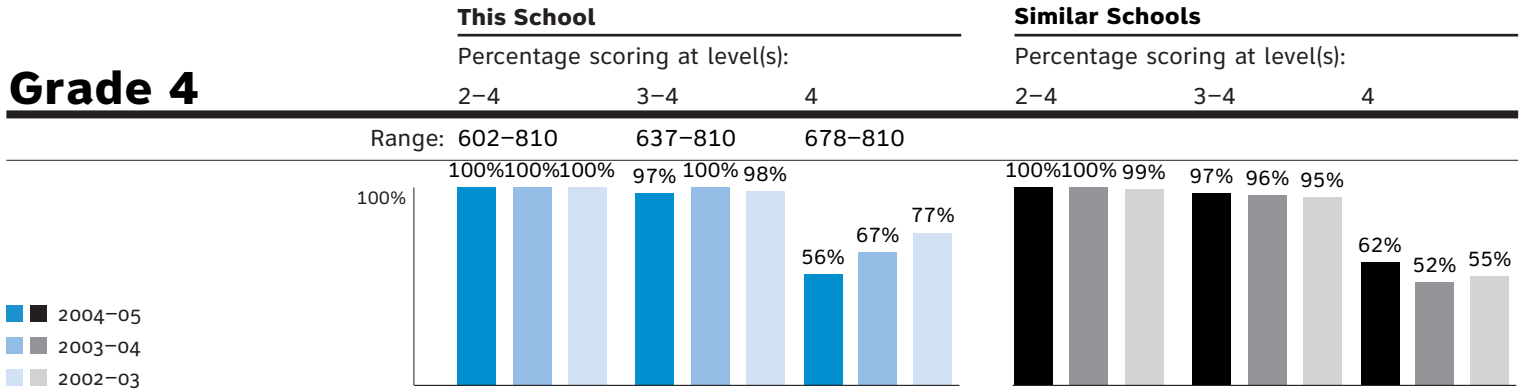 This School Similar Schools
Percentage scoring at level(s): Percentage scoring at level(s):
Grade 4 2–4 3–4 4 2–4 3–4 4
Range: 602–810 637–810 678–810
100% 100% 100% 97% 100% 98% 56% 67% 77% 100% 100% 99% 97% 96% 95% 62% 52% 55%
100%
2004–05
2003–04
2002–03